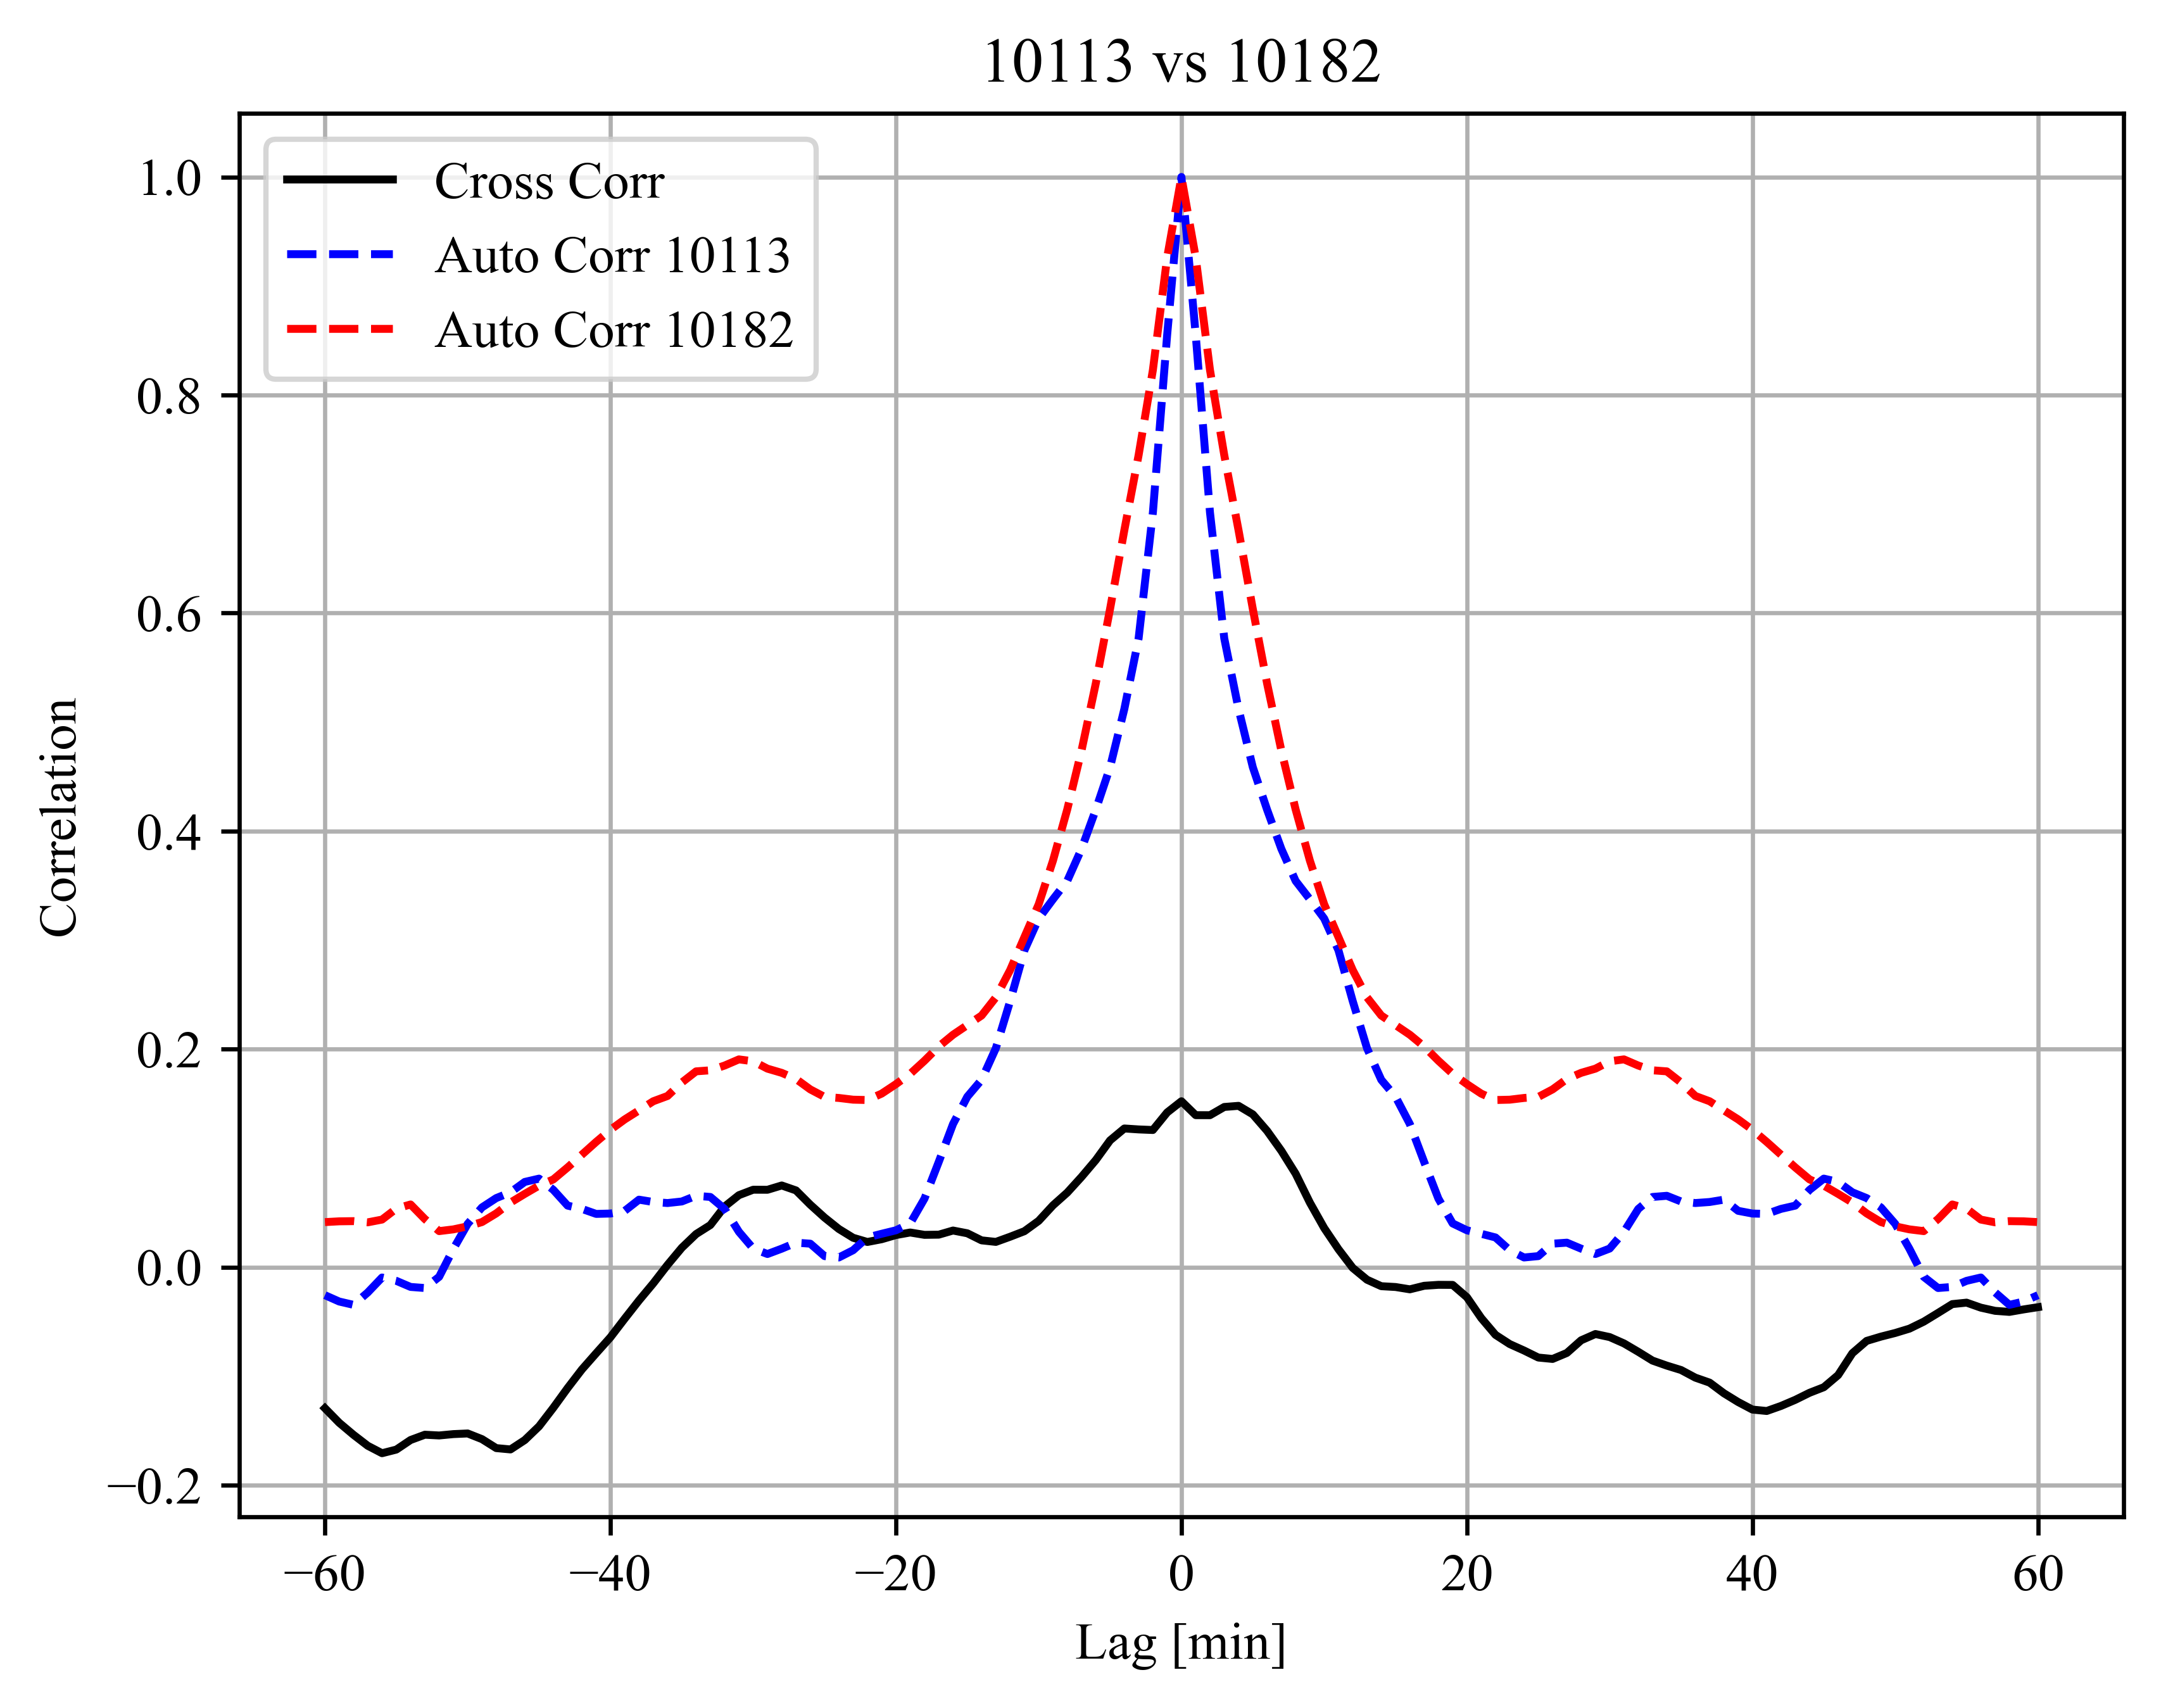 10113 vs 10182
Cross Corr
Auto Corr 10113
Auto Corr 10182
1.0
0.8
0.6
0.4
0.2
0.0
−0.2
Correlation
−60 −40 −20 0 20 40 60
Lag [min]